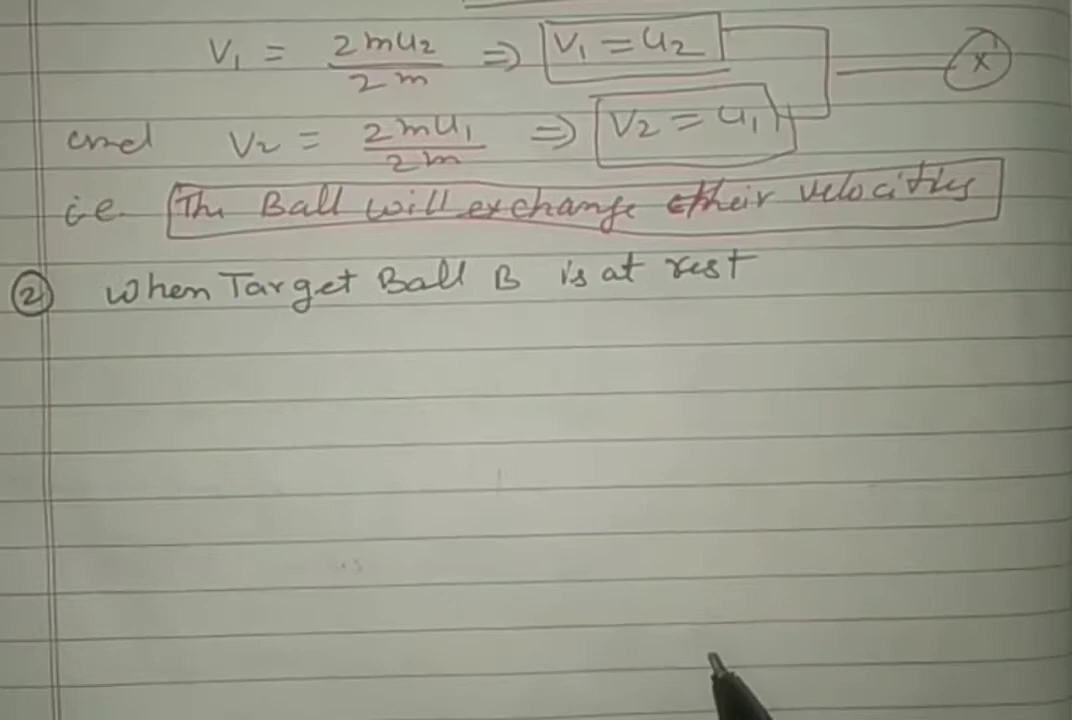 V₁ = 2mu₂/2m ⇒ V₁ = u₂ (x)
and V₂ = 2mu₁/2m ⇒ V₂ = u₁
i.e. The Ball will exchange their velocities
② When Target Ball B is at rest